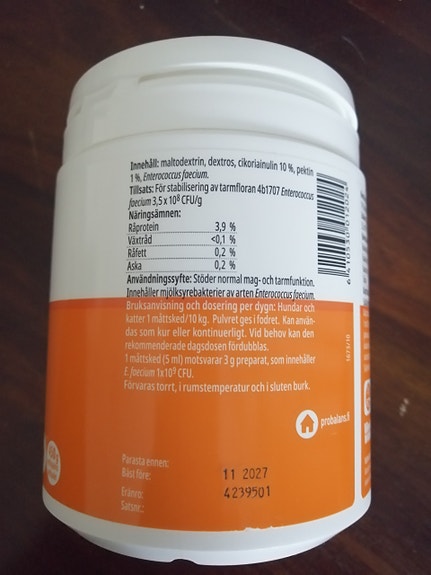 Innehåll: maltodextrin, dextros, cikoriainulin 10 %, pektin
1 %, Enterococcus faecium.
Tillsats: För stabilisering av tarmfloran 4b1707 Enterococcus
faecium 3,5 x 10⁸ CFU/g
Näringsämnen:
Råprotein 3,9 %
Växtråd <0,1 %
Råfett 0,2 %
Aska 0,2 %
Användningssyfte: Stöder normal mag- och tarmfunktion.
Innehåller mjölksyrebakterier av arten Enterococcus faecium.
Bruksanvisning och dosering per dygn: Hundar och
katter 1 måttsked/10 kg. Pulvret ges i fodret. Kan använ-
das som kur eller kontinuerligt. Vid behov kan den
rekommenderade dagsdosen fördubblas.
1 måttsked (5 ml) motsvarar 3 g preparat, som innehåller
E. faecium 1x10⁹ CFU.
Förvaras torrt, i rumstemperatur och i sluten burk.
probalans.fi
Parasta ennen:
Bäst före: 11 2027
Eränro: 4239501
Satsnr.: